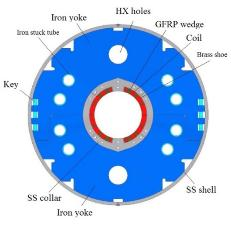 Iron yoke
HX holes
GFRP wedge
Iron stuck tube
Coil
Brass shoe
Key
SS collar
SS shell
Iron yoke